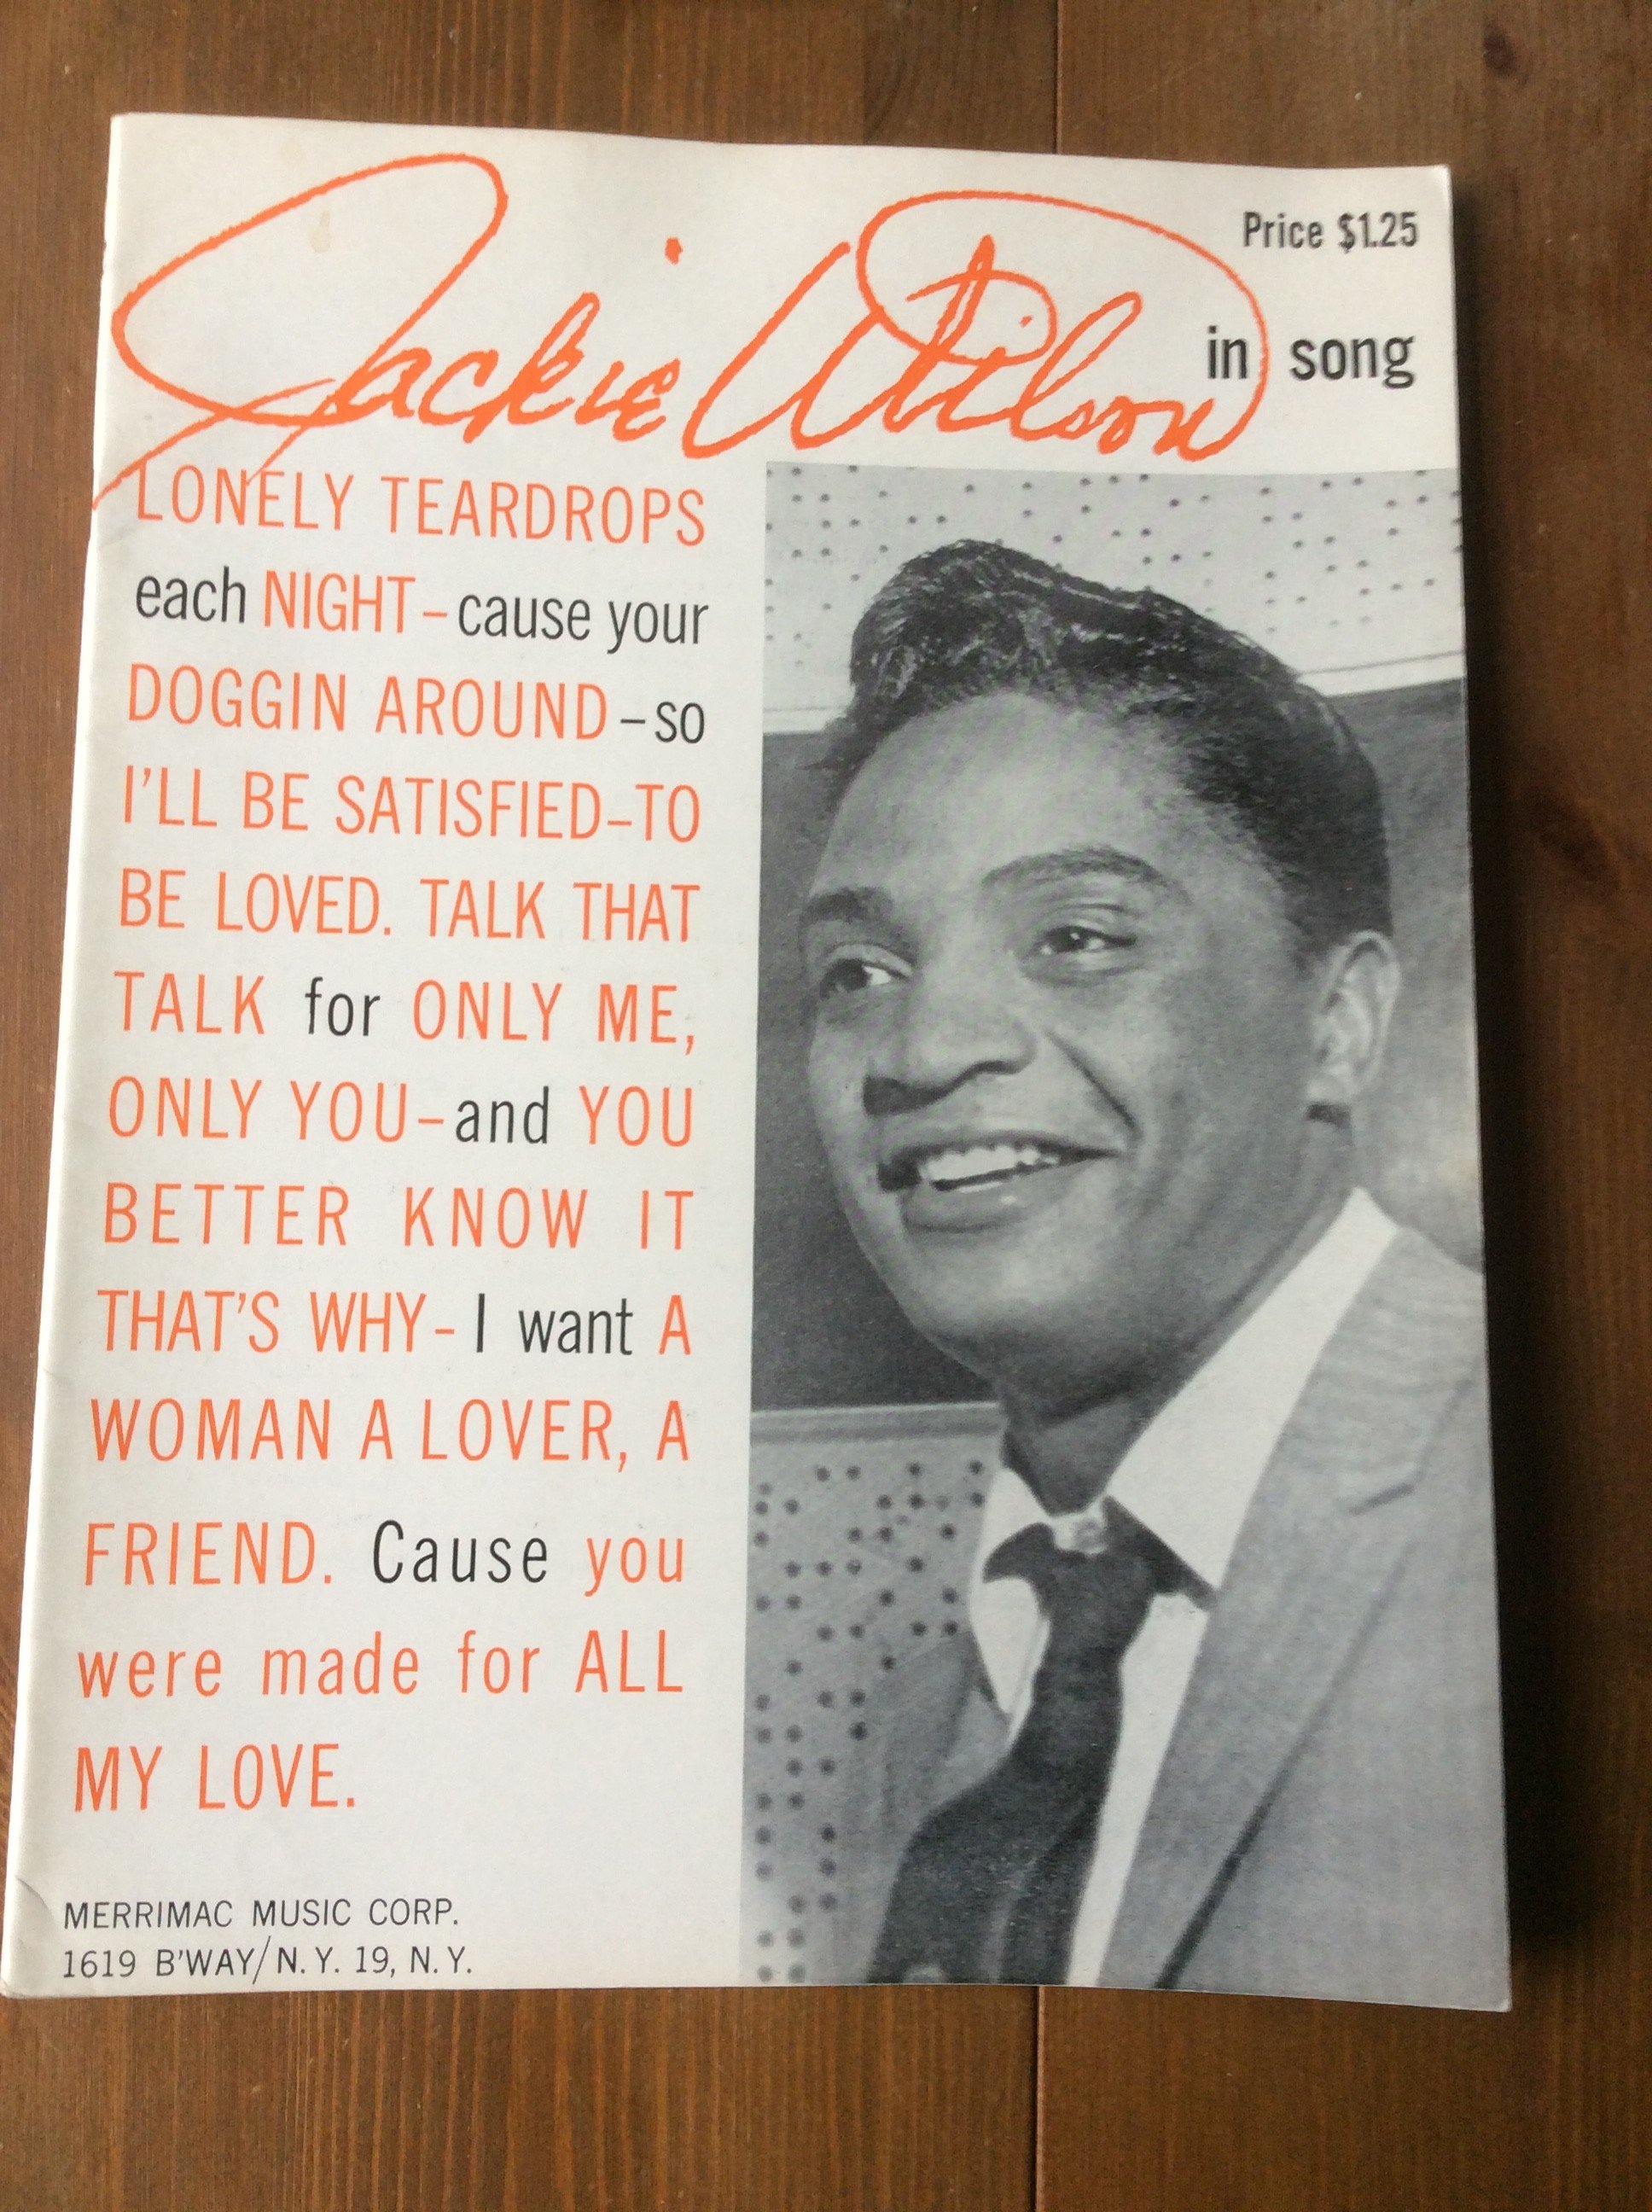 Price $1.25
Jackie Wilson in song
LONELY TEARDROPS
each NIGHT – cause your
DOGGIN AROUND – so
I'LL BE SATISFIED – TO
BE LOVED. TALK THAT
TALK for ONLY ME,
ONLY YOU – and YOU
BETTER KNOW IT
THAT'S WHY – I want A
WOMAN A LOVER, A
FRIEND. Cause you
were made for ALL
MY LOVE.
MERRIMAC MUSIC CORP.
1619 B'WAY/N.Y. 19, N.Y.